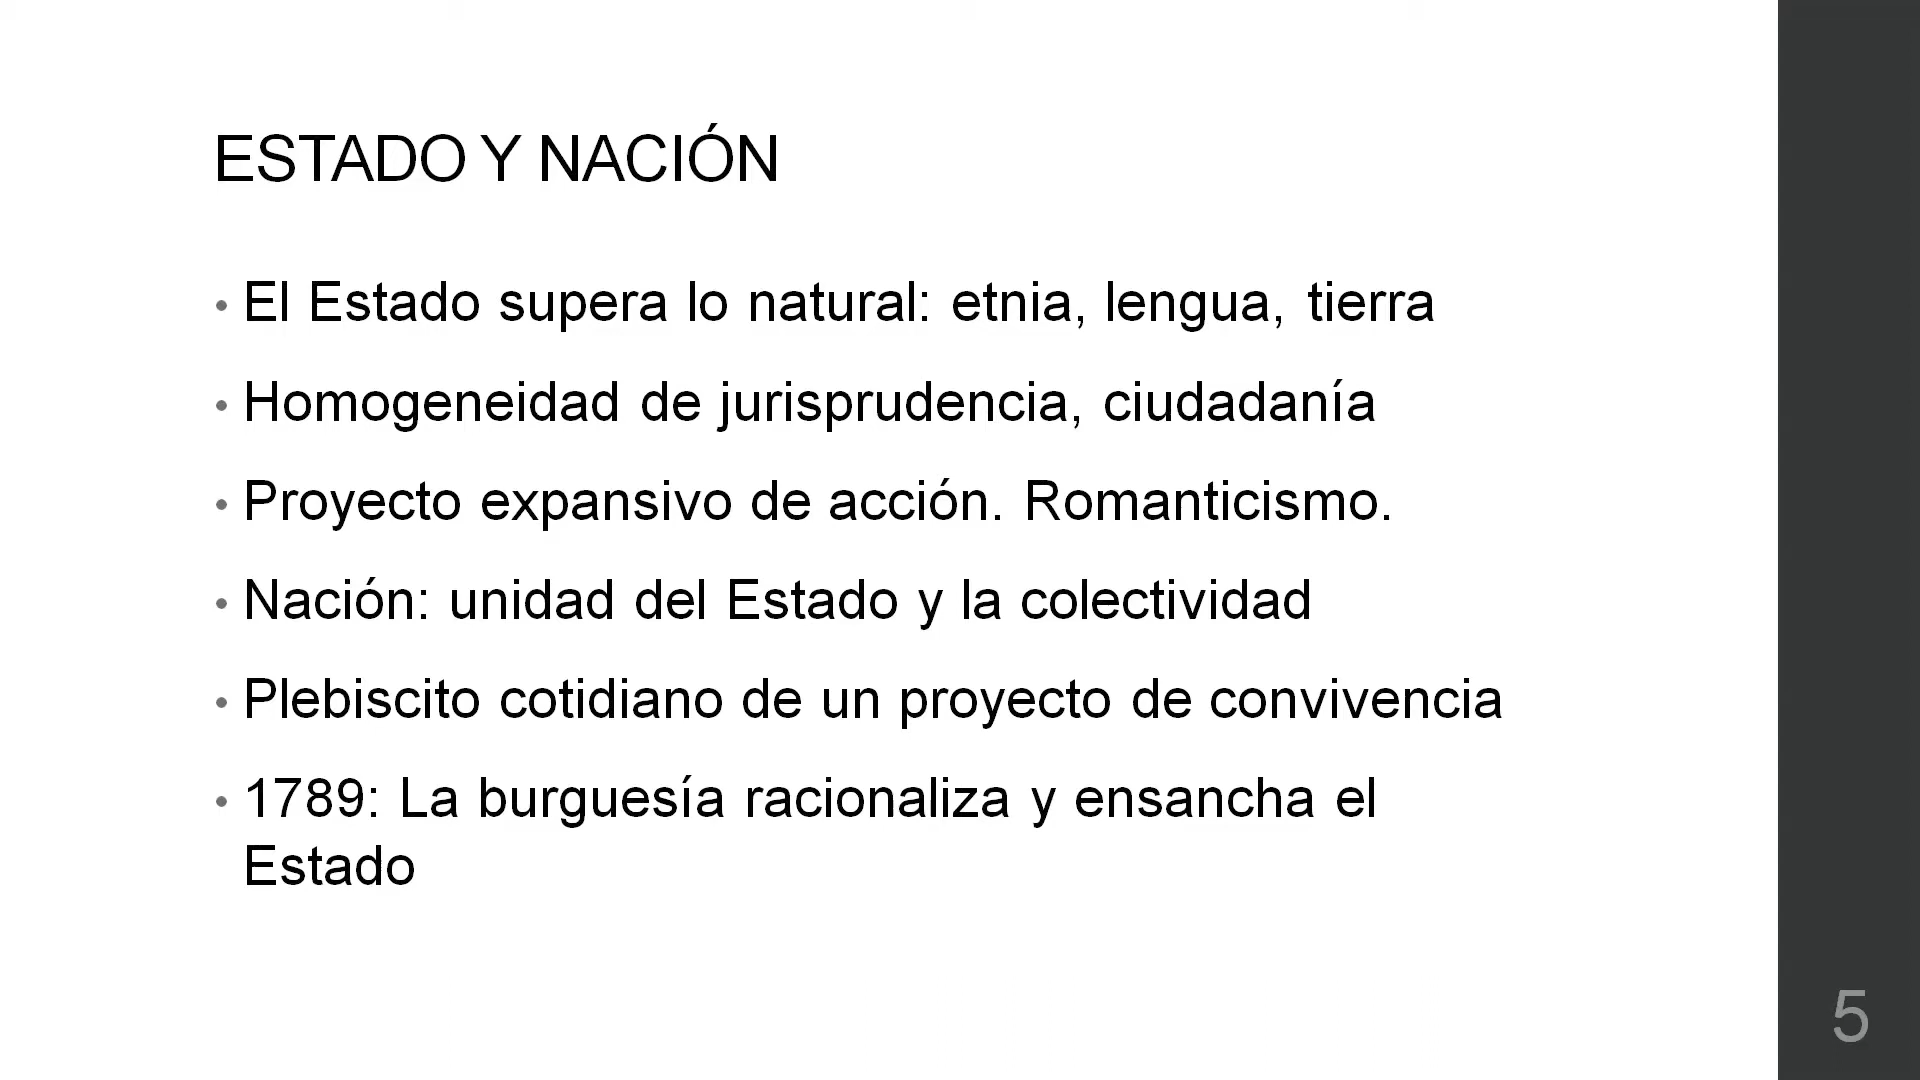 ESTADO Y NACIÓN
• El Estado supera lo natural: etnia, lengua, tierra
• Homogeneidad de jurisprudencia, ciudadanía
• Proyecto expansivo de acción. Romanticismo.
• Nación: unidad del Estado y la colectividad
• Plebiscito cotidiano de un proyecto de convivencia
• 1789: La burguesía racionaliza y ensancha el
Estado
5